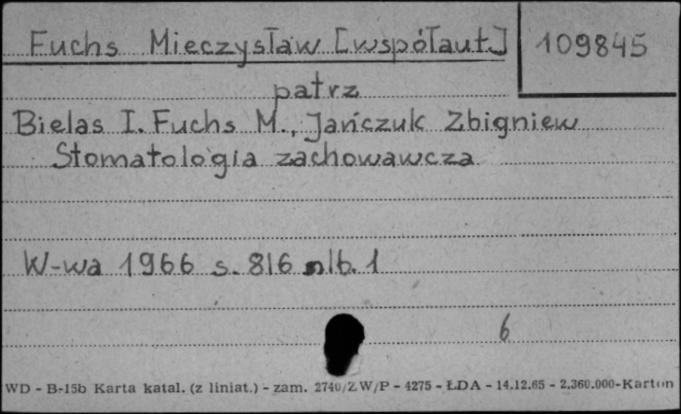 Fuchs Mieczysław [współaut.] 109845
patrz
Bielas I. Fuchs M., Jańczuk Zbigniew
Stomatologia zachowawcza
W-wa 1966 s. 816 nlb. 1
6
WD - B-15b Karta katal. (z liniat.) - zam. 2740/ZW/P - 4275 - ŁDA - 14.12.65 - 2.360.000-Karton